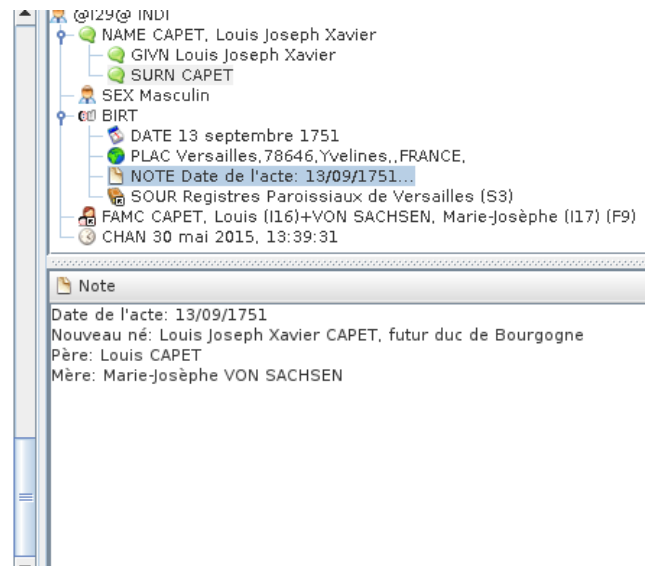 @I29@ INDI
NAME CAPET, Louis Joseph Xavier
GIVN Louis Joseph Xavier
SURN CAPET
SEX Masculin
BIRT
DATE 13 septembre 1751
PLAC Versailles,78646,Yvelines,,FRANCE,
NOTE Date de l'acte: 13/09/1751...
SOUR Registres Paroissiaux de Versailles (S3)
FAMC CAPET, Louis (I16)+VON SACHSEN, Marie-Josèphe (I17) (F9)
CHAN 30 mai 2015, 13:39:31
Note
Date de l'acte: 13/09/1751
Nouveau né: Louis Joseph Xavier CAPET, futur duc de Bourgogne
Père: Louis CAPET
Mère: Marie-Josèphe VON SACHSEN